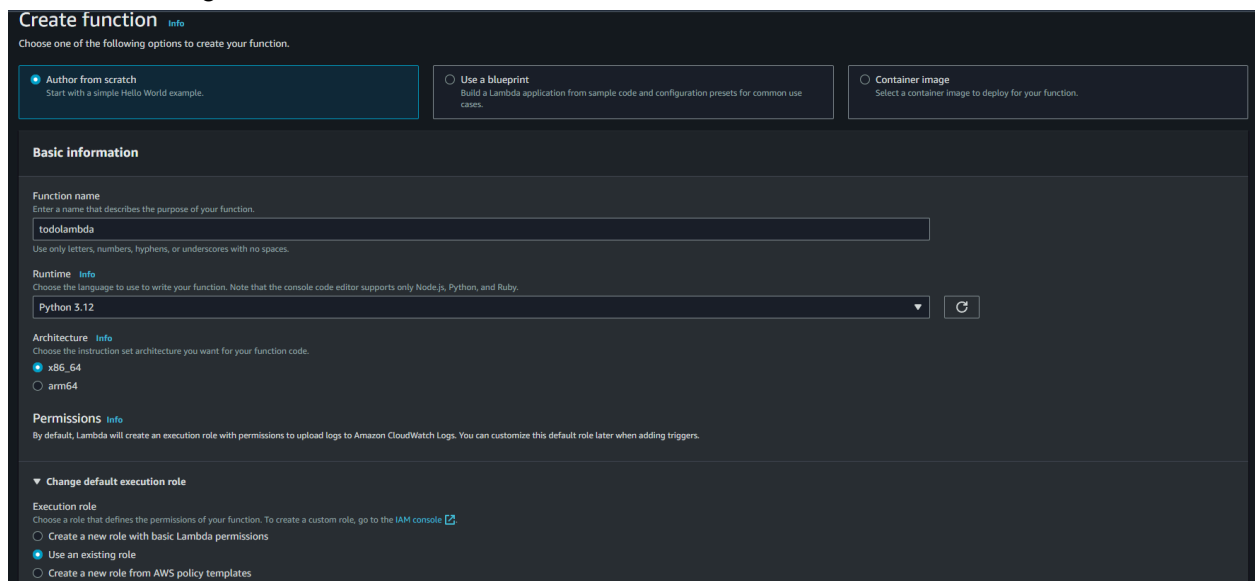 Create function Info
Choose one of the following options to create your function.
Author from scratch
Start with a simple Hello World example.
Use a blueprint
Build a Lambda application from sample code and configuration presets for common use
cases.
Container image
Select a container image to deploy for your function.
Basic information
Function name
Enter a name that describes the purpose of your function.
todolambda
Use only letters, numbers, hyphens, or underscores with no spaces.
Runtime Info
Choose the language to use to write your function. Note that the console code editor supports only Node.js, Python, and Ruby.
Python 3.12
Architecture Info
Choose the instruction set architecture you want for your function code.
x86_64
arm64
Permissions Info
By default, Lambda will create an execution role with permissions to upload logs to Amazon CloudWatch Logs. You can customize this default role later when adding triggers.
Change default execution role
Execution role
Choose a role that defines the permissions of your function. To create a custom role, go to the IAM console.
Create a new role with basic Lambda permissions
Use an existing role
Create a new role from AWS policy templates